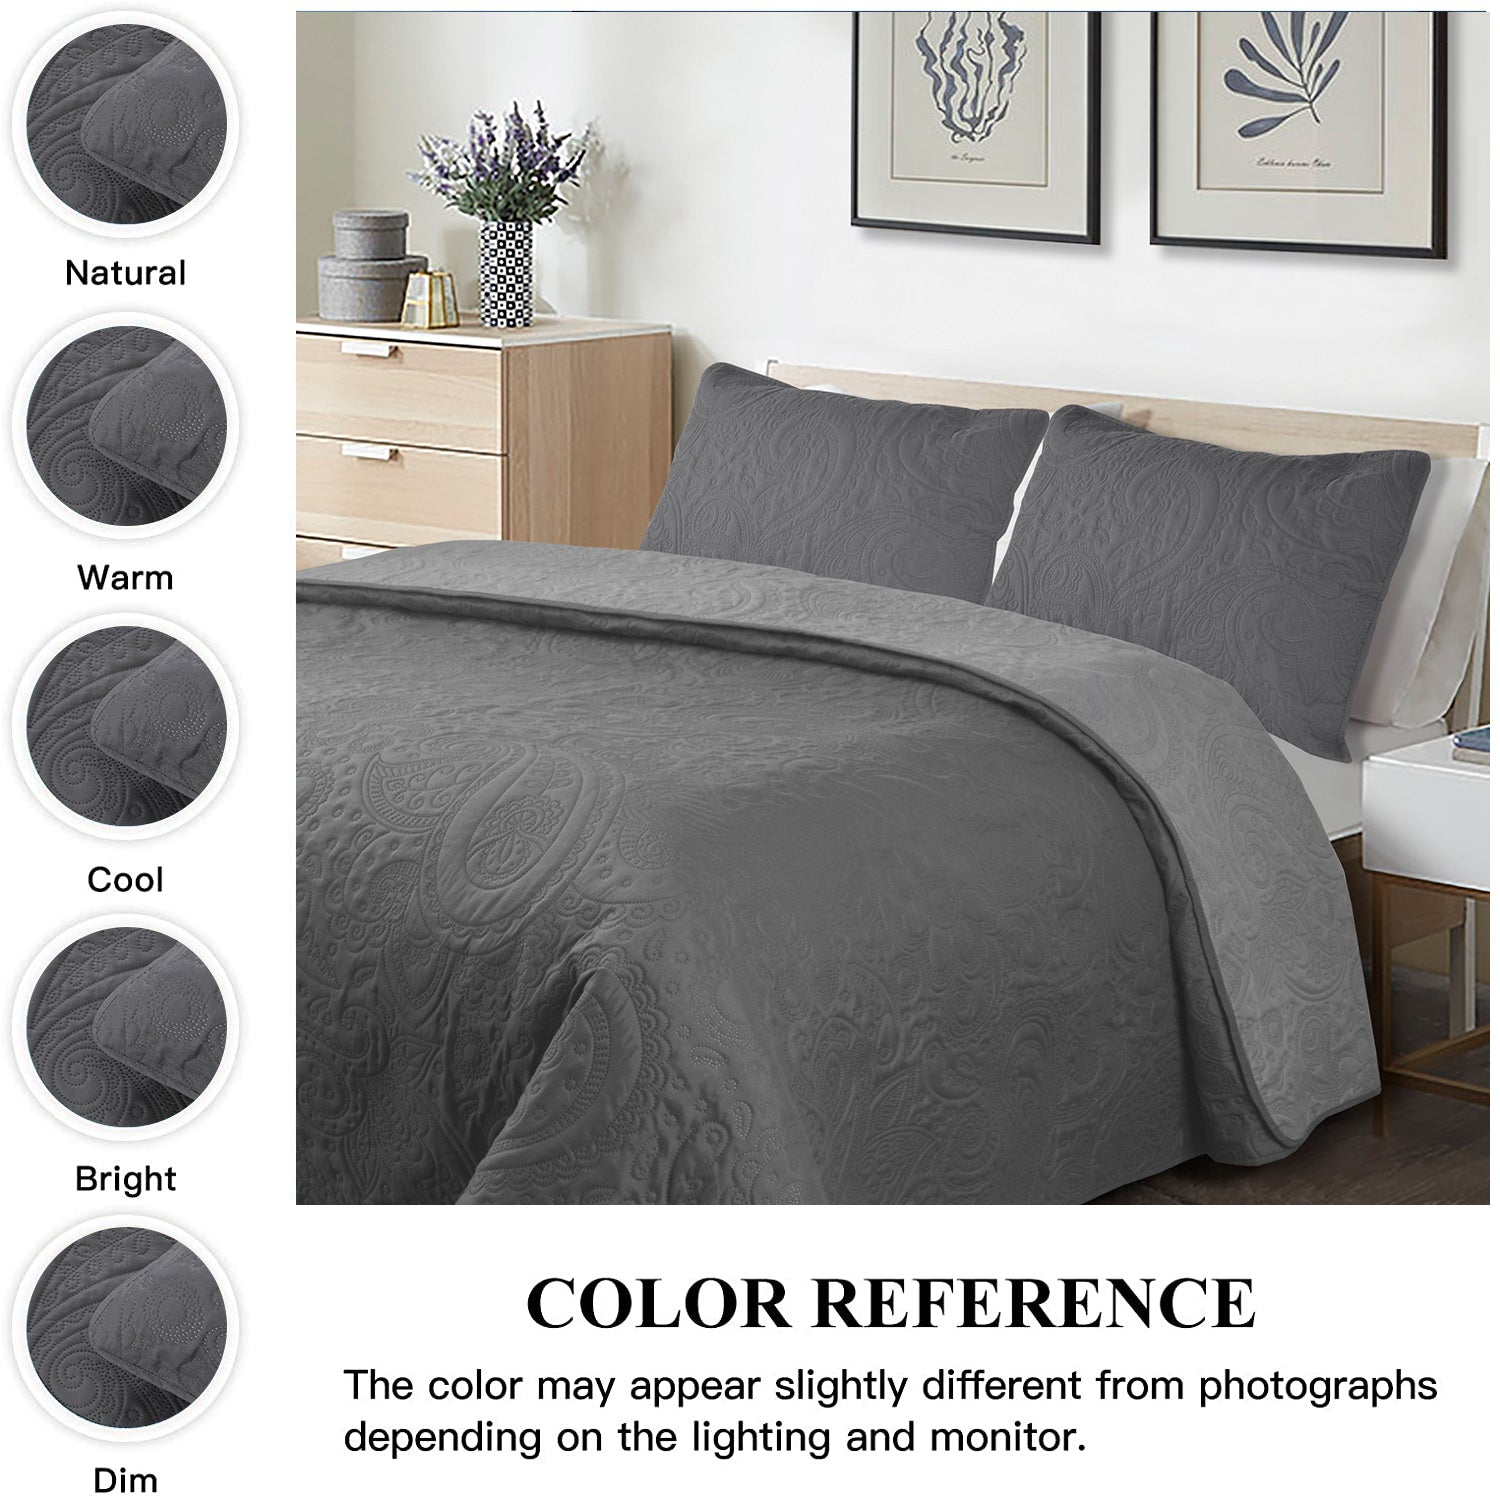 Natural
Warm
Cool
Bright
Dim
COLOR REFERENCE
The color may appear slightly different from photographs
depending on the lighting and monitor.